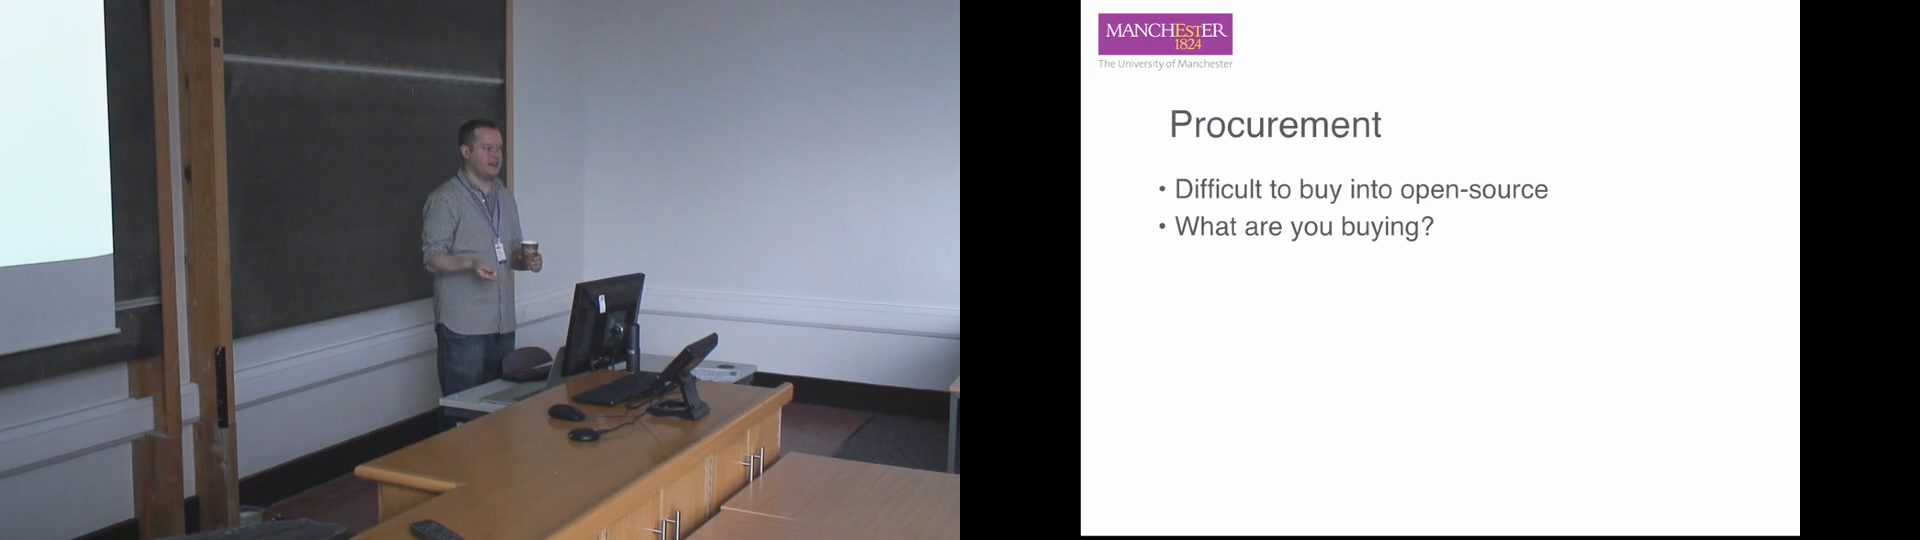 MANCHESTER
1824
The University of Manchester
Procurement
• Difficult to buy into open-source
• What are you buying?